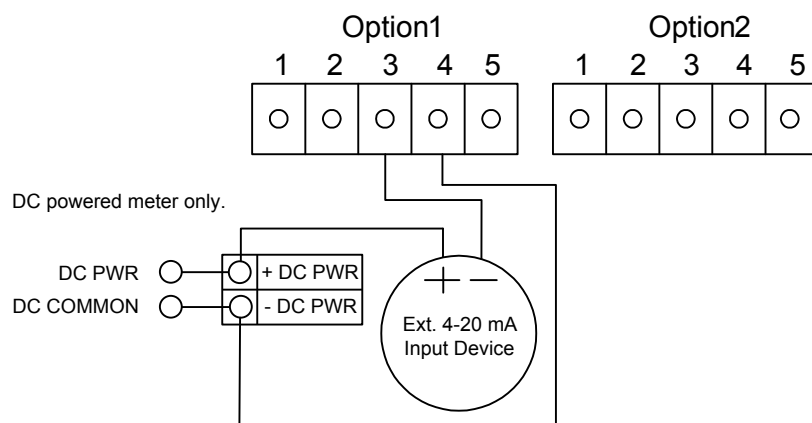 Option1 Option2
1 2 3 4 5 1 2 3 4 5
DC powered meter only.
DC PWR + DC PWR
DC COMMON - DC PWR
+ −
Ext. 4-20 mA
Input Device